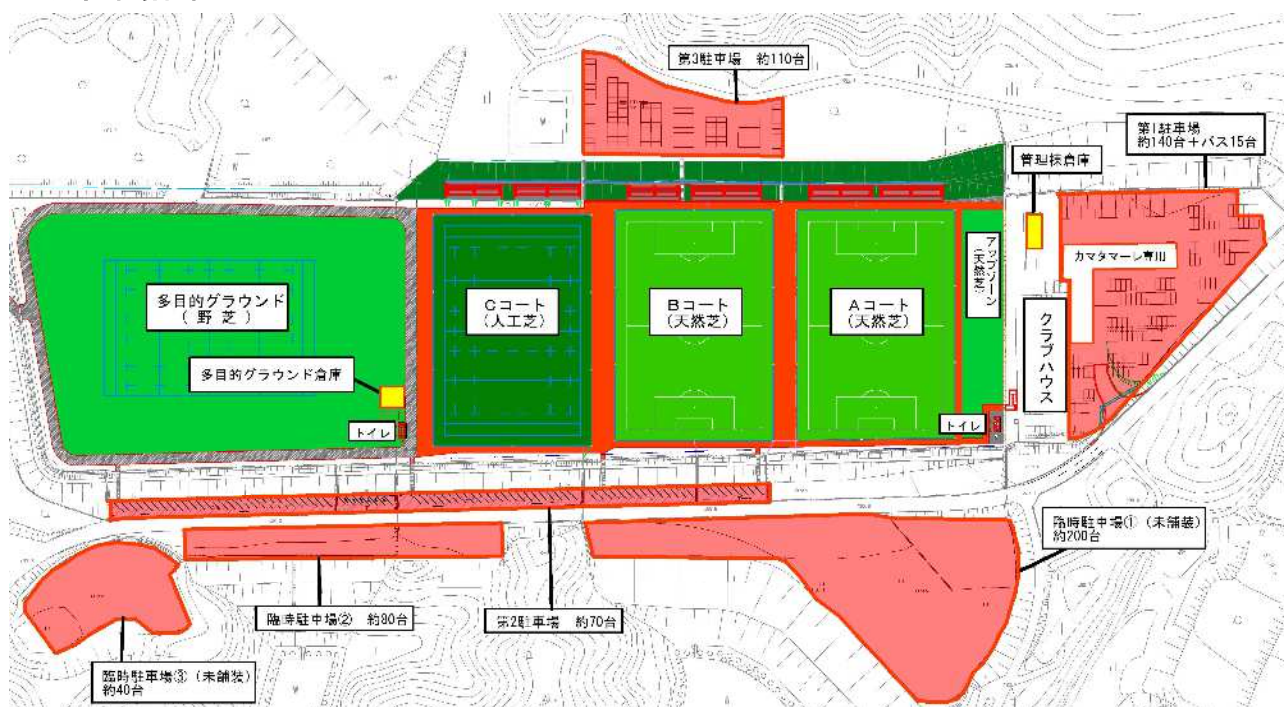 第3駐車場 約110台
第1駐車場
約140台+バス15台
管理棟倉庫
カマタマーレ専用
アップゾーン
(天然芝)
多目的グラウンド
(野芝)
Cコート
(人工芝)
Bコート
(天然芝)
Aコート
(天然芝)
クラブハウス
多目的グラウンド倉庫
トイレ
トイレ
臨時駐車場① (未舗装)
約200台
臨時駐車場② 約80台
第2駐車場 約70台
臨時駐車場③ (未舗装)
約40台